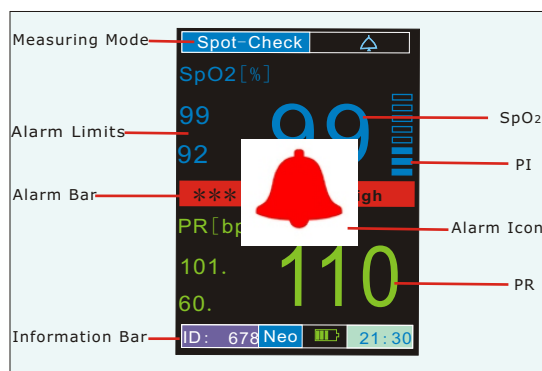 Measuring Mode
Spot-Check
SpO2[%]
99
99
SpO2
Alarm Limits
92
PI
Alarm Bar
***
igh
PR[bp
Alarm Icon
101.
110
PR
60.
Information Bar
ID: 678 Neo 21:30